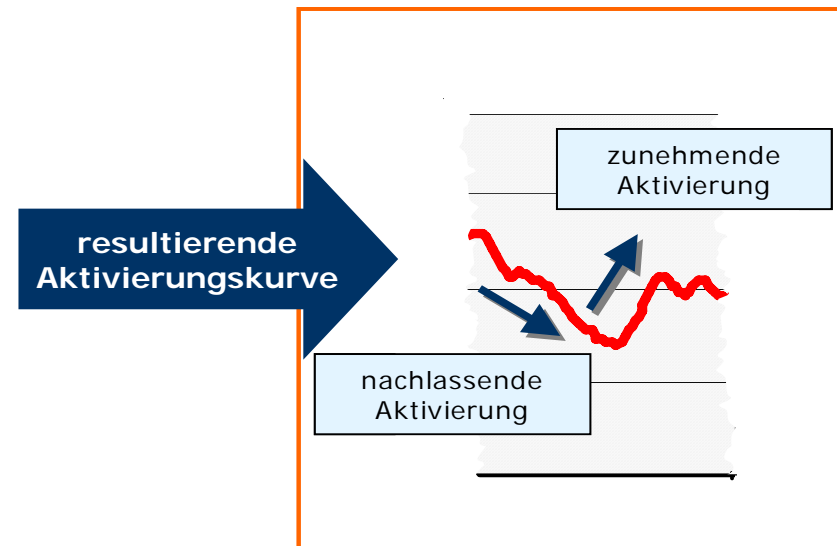 resultierende
Aktivierungskurve
zunehmende
Aktivierung
nachlassende
Aktivierung